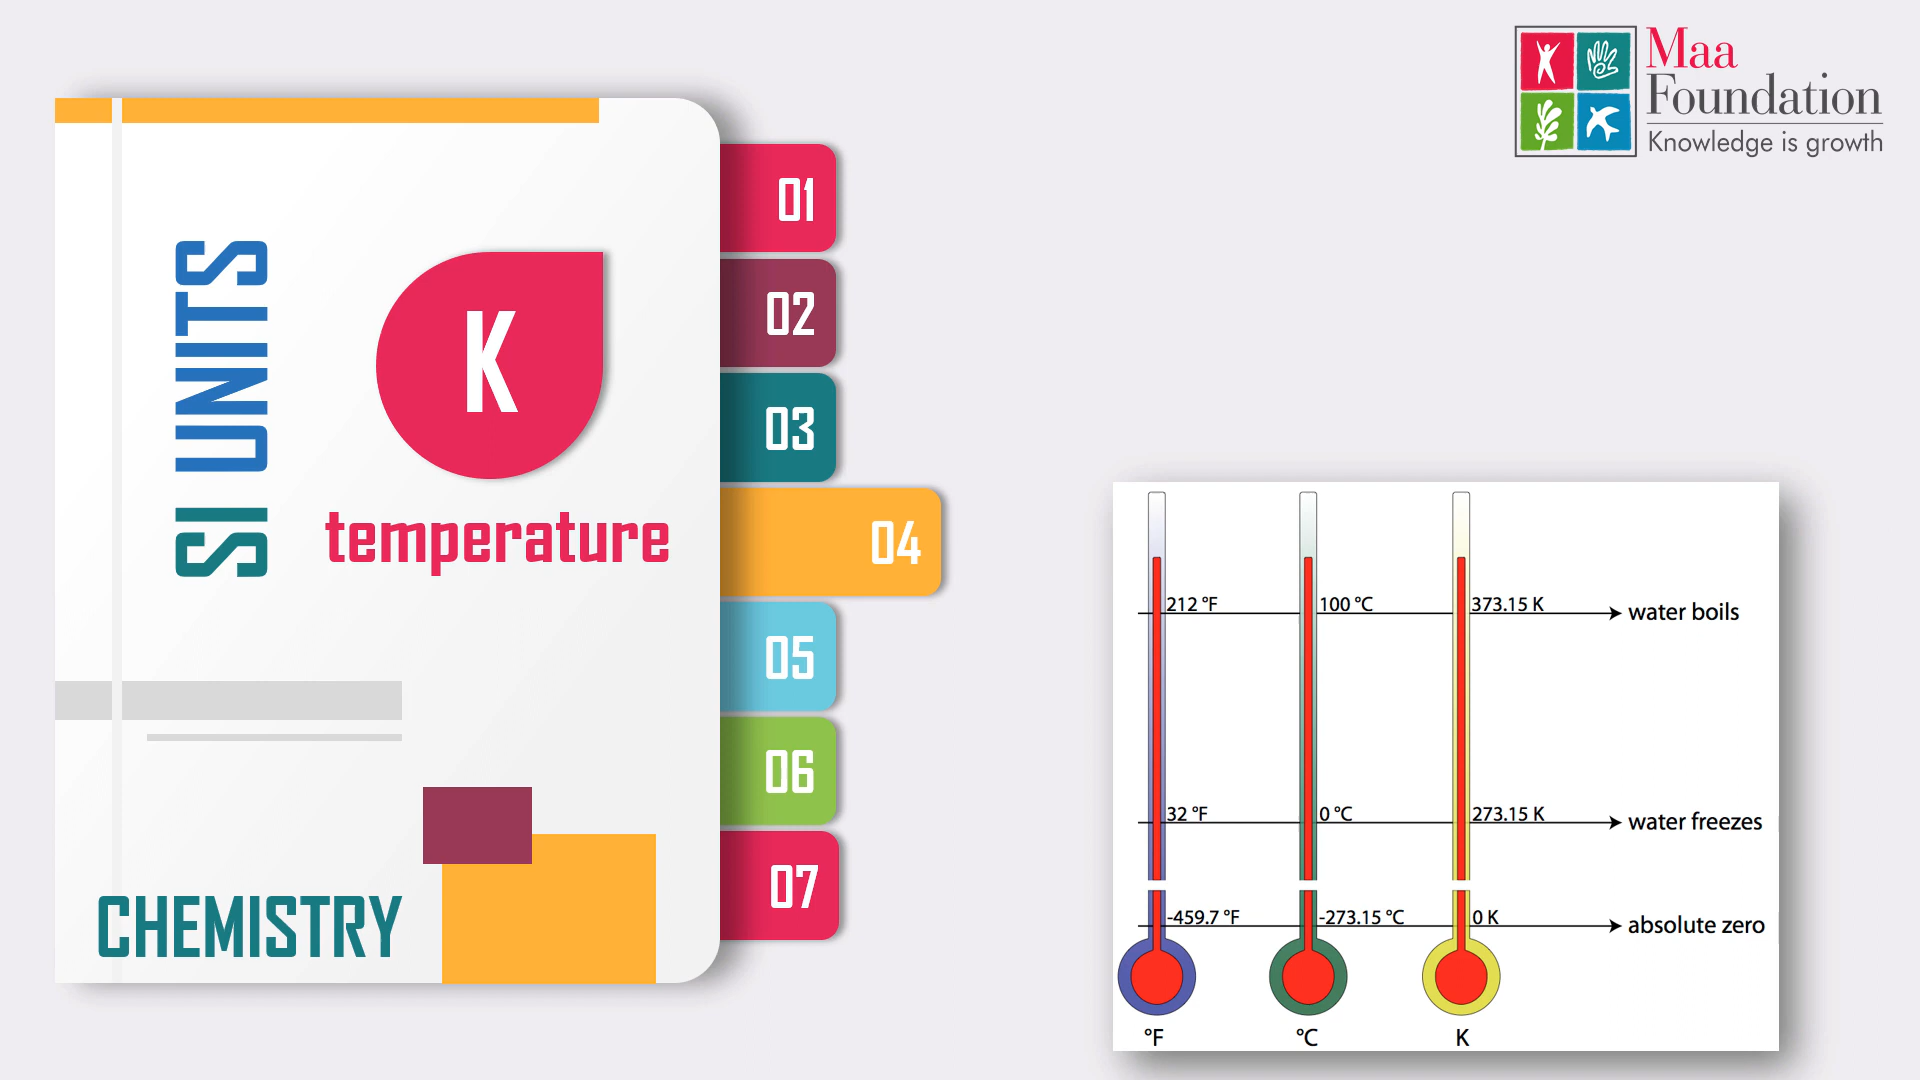 Maa
Foundation
Knowledge is growth
SI UNITS
K
temperature
CHEMISTRY
01
02
03
04
05
06
07
212 °F 100 °C 373.15 K water boils
32 °F 0 °C 273.15 K water freezes
-459.7 °F -273.15 °C 0 K absolute zero
°F °C K